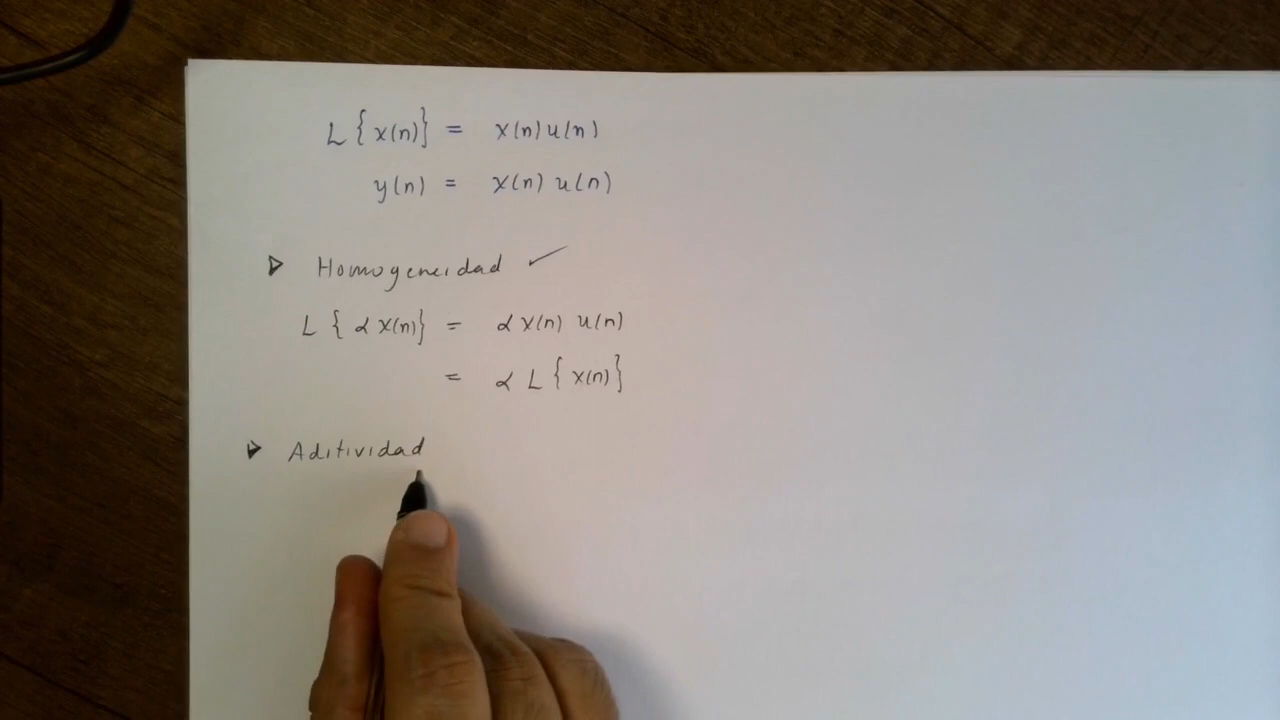 L { x(n) } = x(n) u(n)
y(n) = x(n) u(n)
▷ Homogeneidad ✓
L { α x(n) } = α x(n) u(n)
= α L { x(n) }
▷ Aditividad